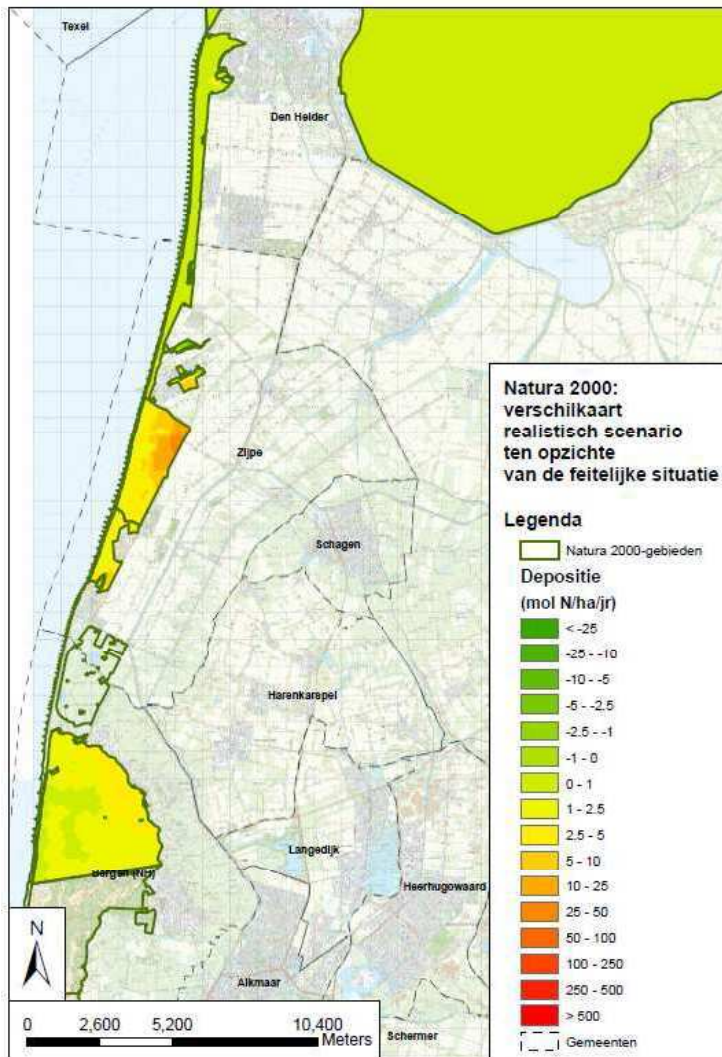 Texel
Den Helder
Zijpe
Schagen
Harenkarspel
Langedijk
Heerhugowaard
Bergen (NH)
Alkmaar
Schermer
N
0 2,600 5,200 10,400
Meters
Natura 2000:
verschilkaart
realistisch scenario
ten opzichte
van de feitelijke situatie
Legenda
Natura 2000-gebieden
Depositie
(mol N/ha/jr)
< -25
-25 - -10
-10 - -5
-5 - -2.5
-2.5 - -1
-1 - 0
0 - 1
1 - 2.5
2.5 - 5
5 - 10
10 - 25
25 - 50
50 - 100
100 - 250
250 - 500
> 500
Gemeenten